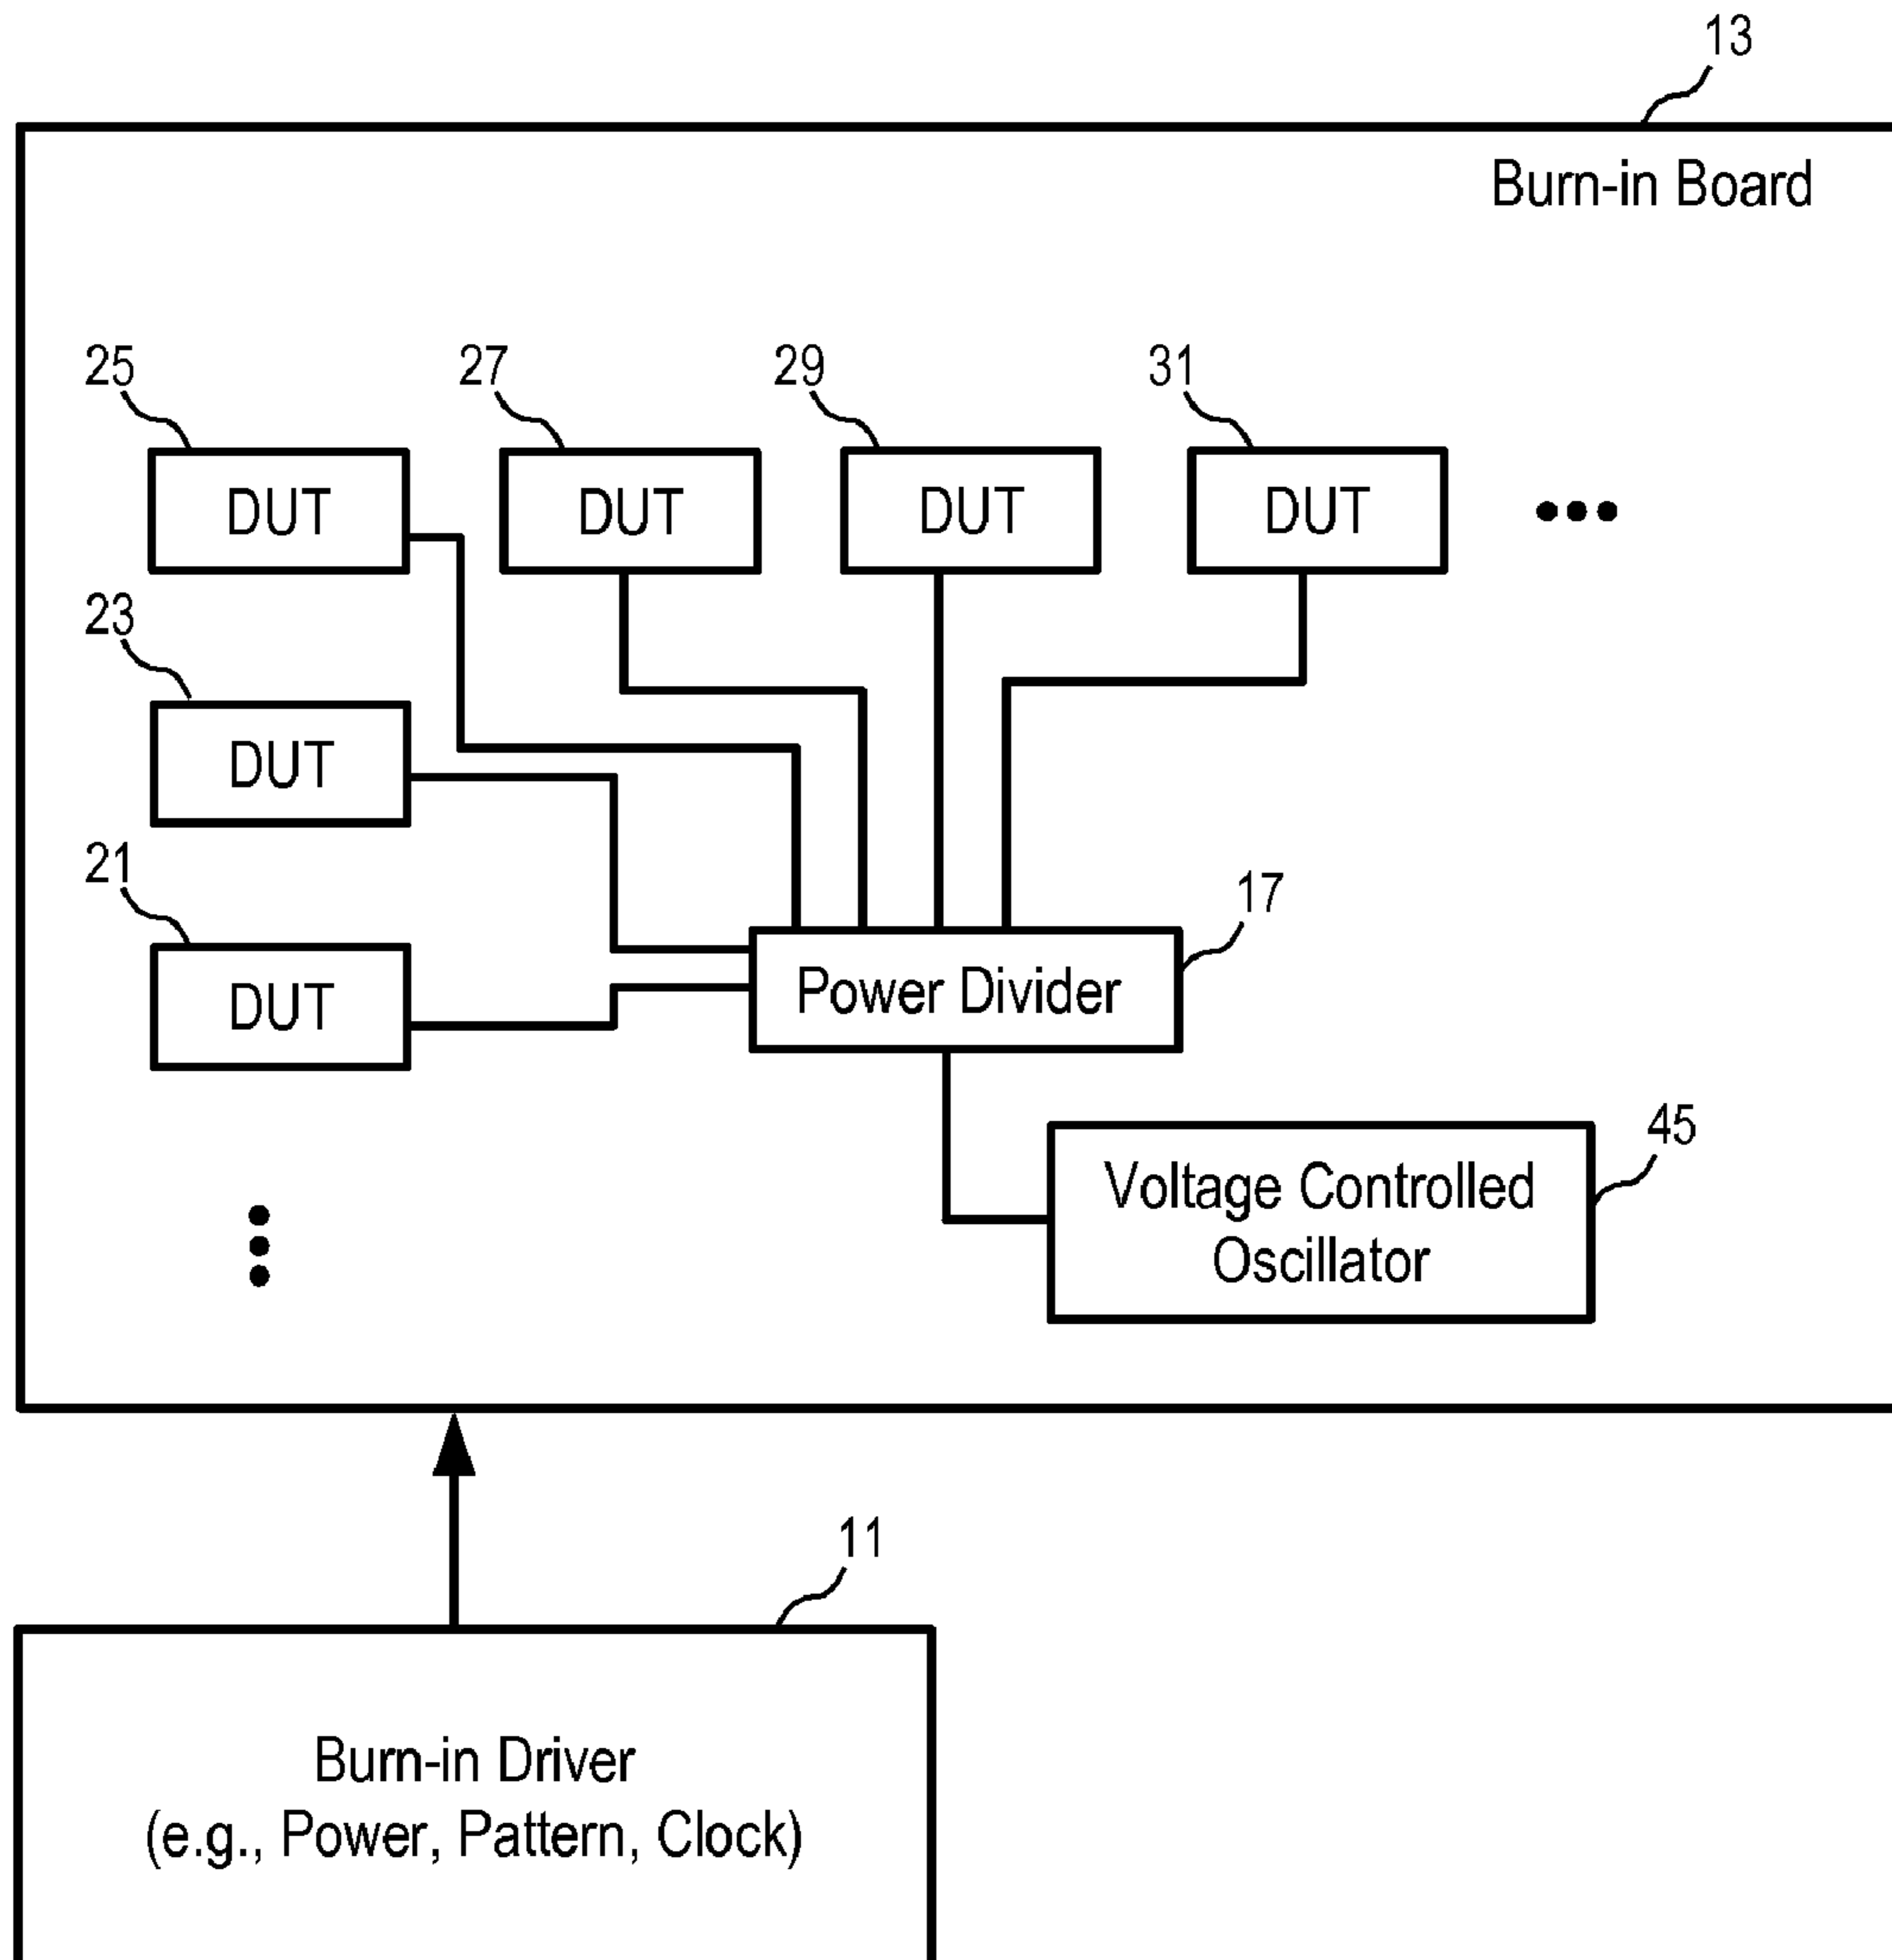 13
Burn-in Board
25
27
29
31
DUT
DUT
DUT
DUT
23
DUT
21
17
DUT
Power Divider
45
Voltage Controlled
Oscillator
11
Burn-in Driver
(e.g., Power, Pattern, Clock)